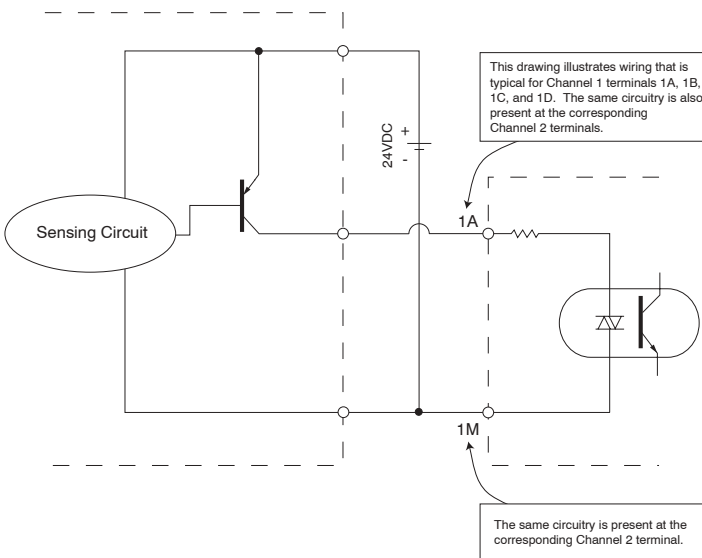 This drawing illustrates wiring that is
typical for Channel 1 terminals 1A, 1B,
1C, and 1D. The same circuitry is also
present at the corresponding
Channel 2 terminals.
24VDC
+
-
1A
Sensing Circuit
1M
The same circuitry is present at the
corresponding Channel 2 terminal.